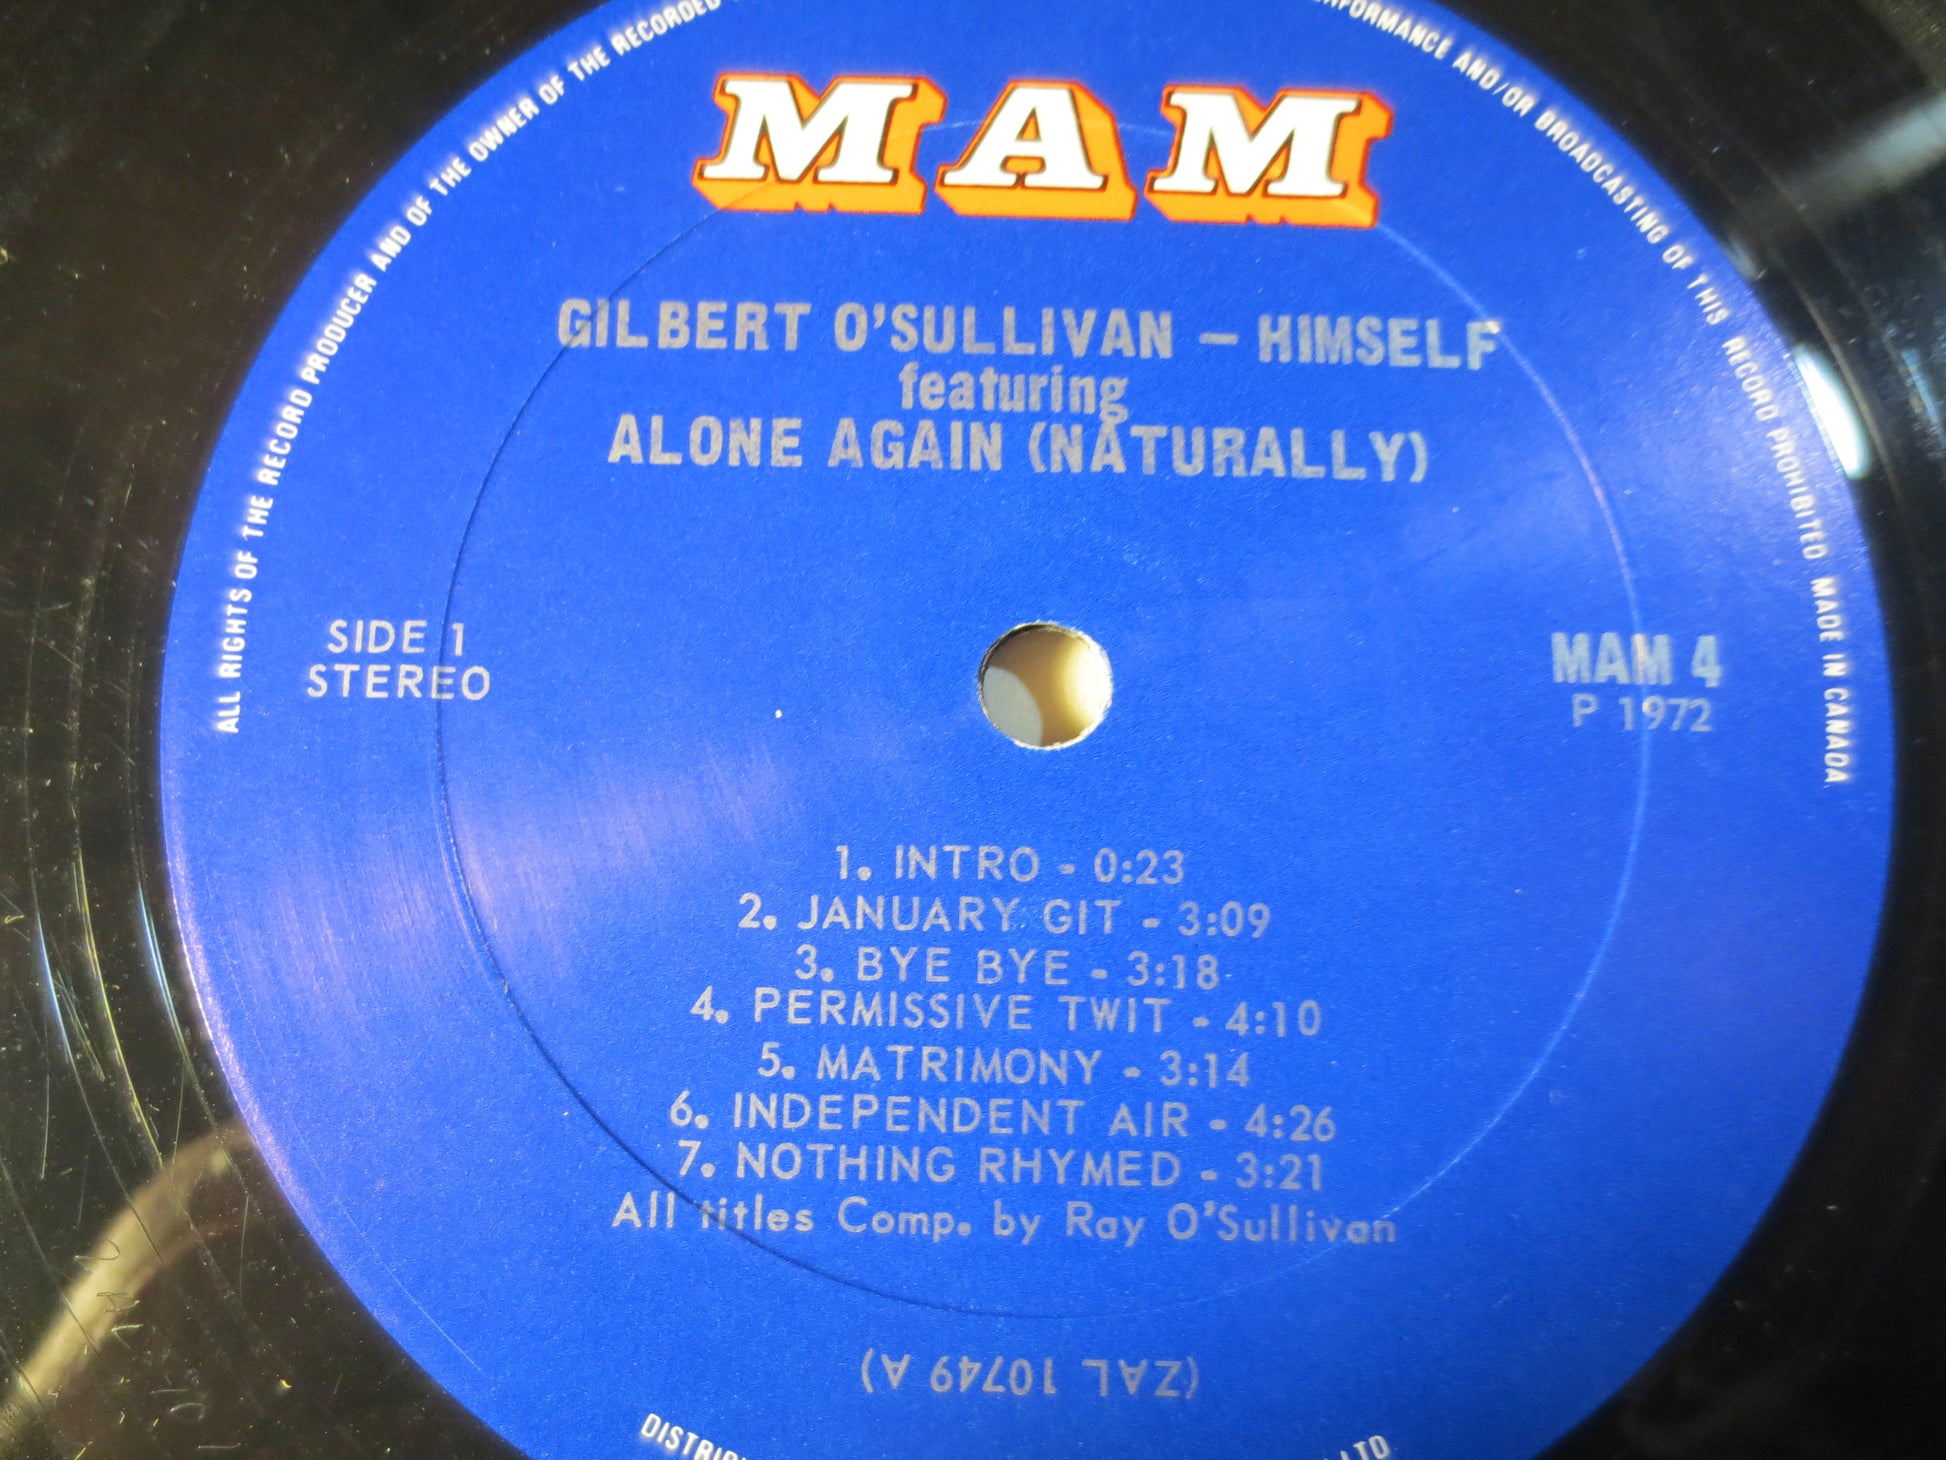 ALL RIGHTS OF THE RECORD PRODUCER AND OF THE OWNER OF THE RECORDED
AND/OR BROADCASTING OF THIS RECORD PROHIBITED MADE IN CANADA
MAM
GILBERT O'SULLIVAN – HIMSELF
featuring
ALONE AGAIN (NATURALLY)
SIDE 1
STEREO
MAM 4
P 1972
1. INTRO - 0:23
2. JANUARY GIT - 3:09
3. BYE BYE - 3:18
4. PERMISSIVE TWIT - 4:10
5. MATRIMONY - 3:14
6. INDEPENDENT AIR - 4:26
7. NOTHING RHYMED - 3:21
All titles Comp. by Ray O'Sullivan
(ZAL 10749 A)
LTD